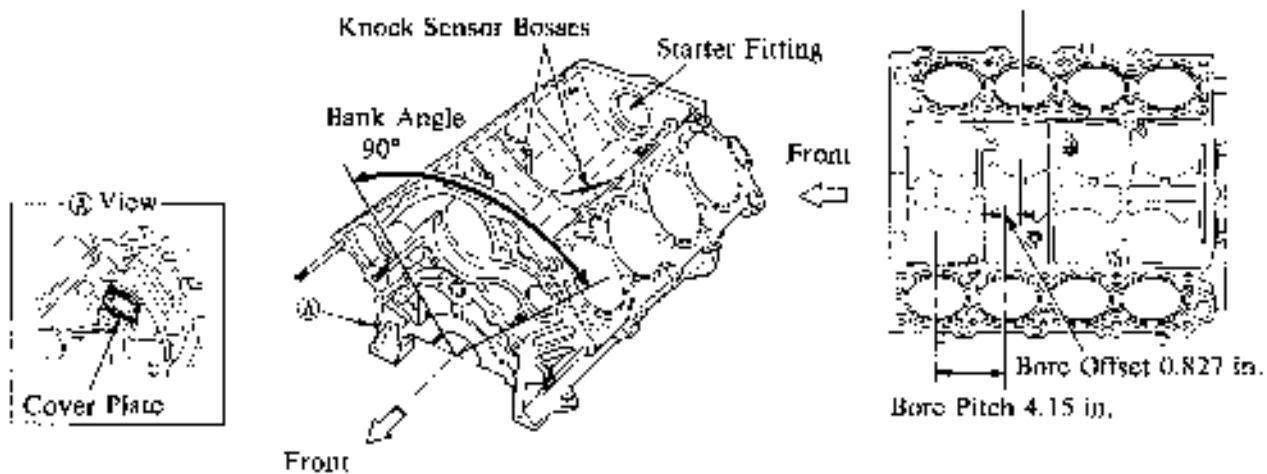 Knock Sensor Bosses
Starter Fitting
Bank Angle
90°
Front
Ⓐ View
Ⓐ
Cover Plate
Front
Bore Offset 0.827 in.
Bore Pitch 4.15 in.